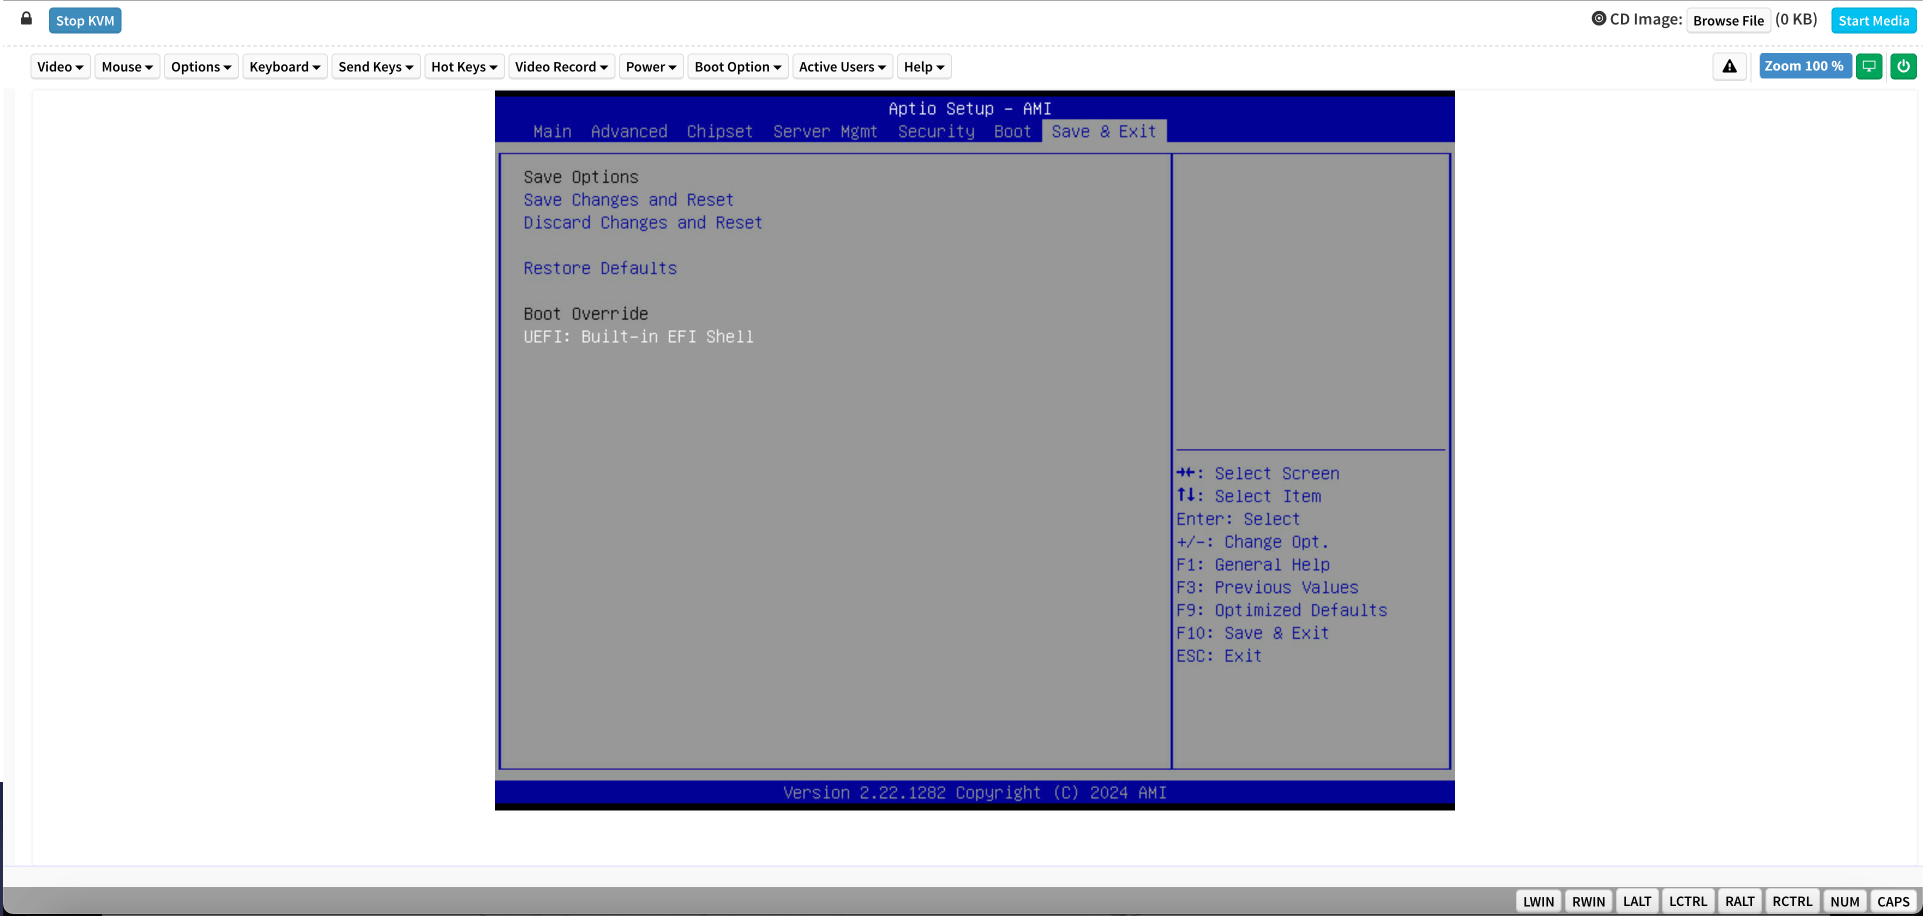 Stop KVM
CD Image: Browse File (0 KB) Start Media
Video Mouse Options Keyboard Send Keys Hot Keys Video Record Power Boot Option Active Users Help Zoom 100 %
Aptio Setup - AMI
Main Advanced Chipset Server Mgmt Security Boot Save & Exit
Save Options
Save Changes and Reset
Discard Changes and Reset
Restore Defaults
Boot Override
UEFI: Built-in EFI Shell
→←: Select Screen
↑↓: Select Item
Enter: Select
+/-: Change Opt.
F1: General Help
F3: Previous Values
F9: Optimized Defaults
F10: Save & Exit
ESC: Exit
Version 2.22.1282 Copyright (C) 2024 AMI
LWIN RWIN LALT LCTRL RALT RCTRL NUM CAPS